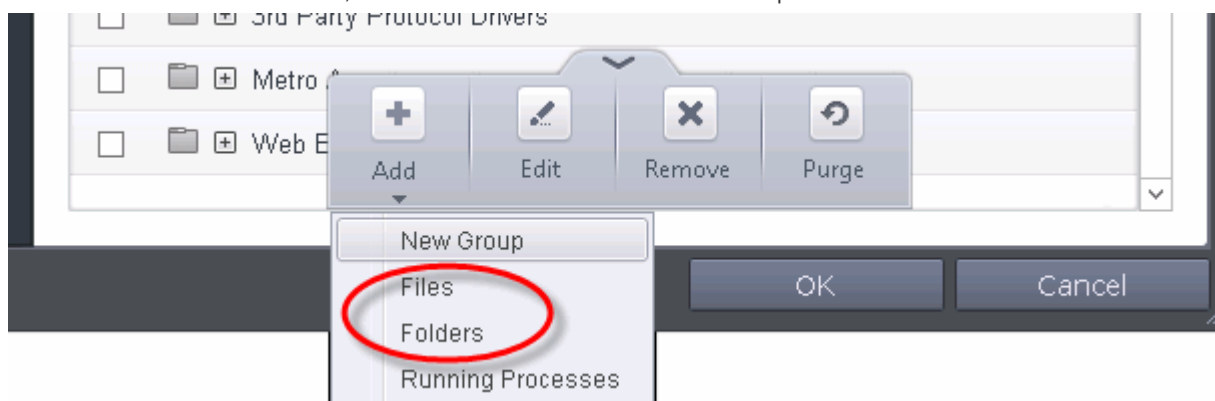 3rd Party Protocol Drivers
Metro
Web
Add
Edit
Remove
Purge
New Group
Files
Folders
Running Processes
OK
Cancel